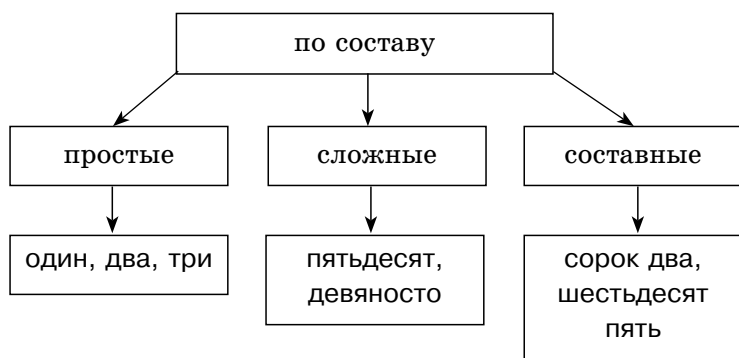 по составу
простые
сложные
составные
один, два, три
пятьдесят,
девяносто
сорок два,
шестьдесят
пять